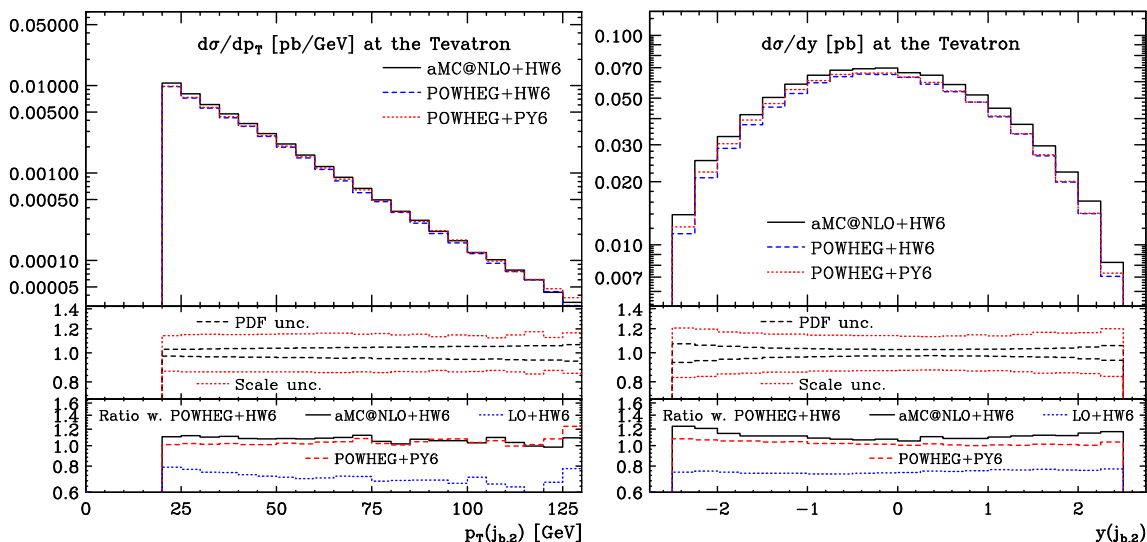 dσ/dp_T [pb/GeV] at the Tevatron
aMC@NLO+HW6
POWHEG+HW6
POWHEG+PY6
0.05000
0.01000
0.00500
0.00100
0.00050
0.00010
0.00005
PDF unc.
Scale unc.
1.4
1.2
1.0
0.8
Ratio w. POWHEG+HW6
aMC@NLO+HW6
LO+HW6
POWHEG+PY6
1.6
1.4
1.2
1.0
0.8
0.6
0 25 50 75 100 125
p_T(j_b,2) [GeV]
dσ/dy [pb] at the Tevatron
aMC@NLO+HW6
POWHEG+HW6
POWHEG+PY6
0.100
0.070
0.050
0.030
0.020
0.010
0.007
PDF unc.
Scale unc.
1.4
1.2
1.0
0.8
Ratio w. POWHEG+HW6
aMC@NLO+HW6
LO+HW6
POWHEG+PY6
1.6
1.4
1.2
1.0
0.8
0.6
−2 −1 0 1 2
y(j_b,2)